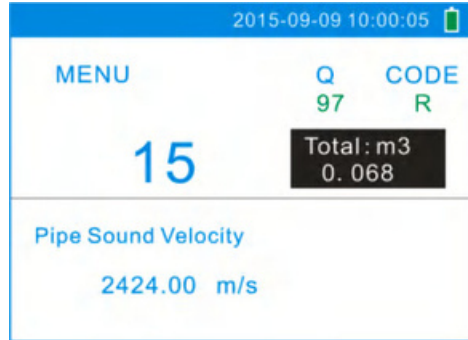 2015-09-09 10:00:05
MENU Q CODE
97 R
15
Total:m3
0.068
Pipe Sound Velocity
2424.00 m/s